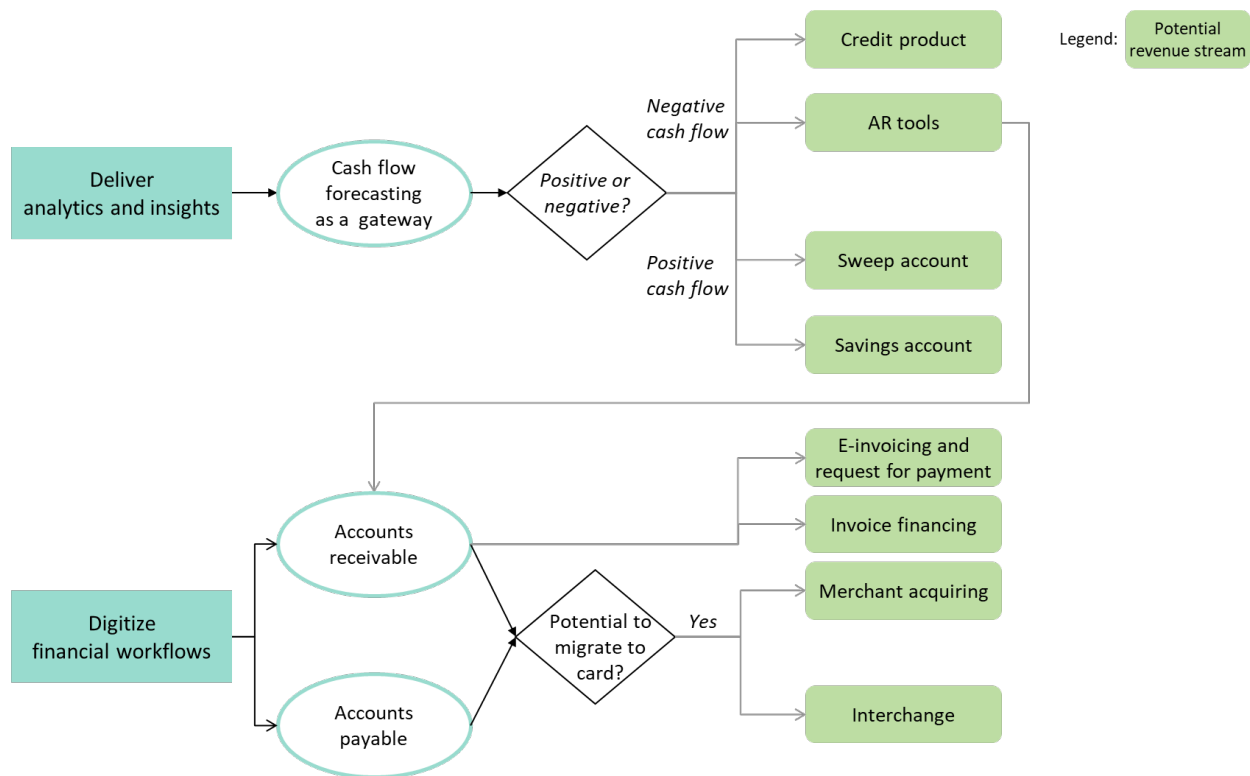 Credit product
Legend:
Potential
revenue stream
Negative
cash flow
AR tools
Deliver
analytics and insights
Cash flow
forecasting
as a gateway
Positive or
negative?
Positive
cash flow
Sweep account
Savings account
E-invoicing and
request for payment
Accounts
receivable
Invoice financing
Digitize
financial workflows
Potential to
migrate to
card?
Yes
Merchant acquiring
Accounts
payable
Interchange